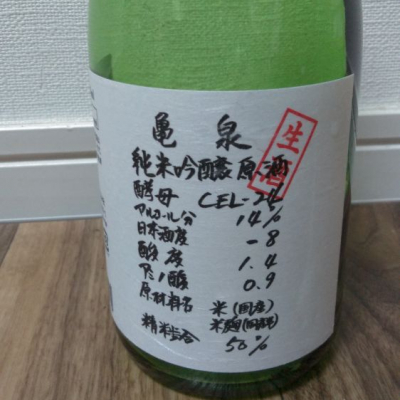 亀泉
生酒
純米吟醸原酒
酵母 CEL-24
アルコール分 14%
日本酒度 -8
酸度 1.4
アミノ酸 0.9
原材料名 米(国産)
米麹(国産米)
精米歩合 50%